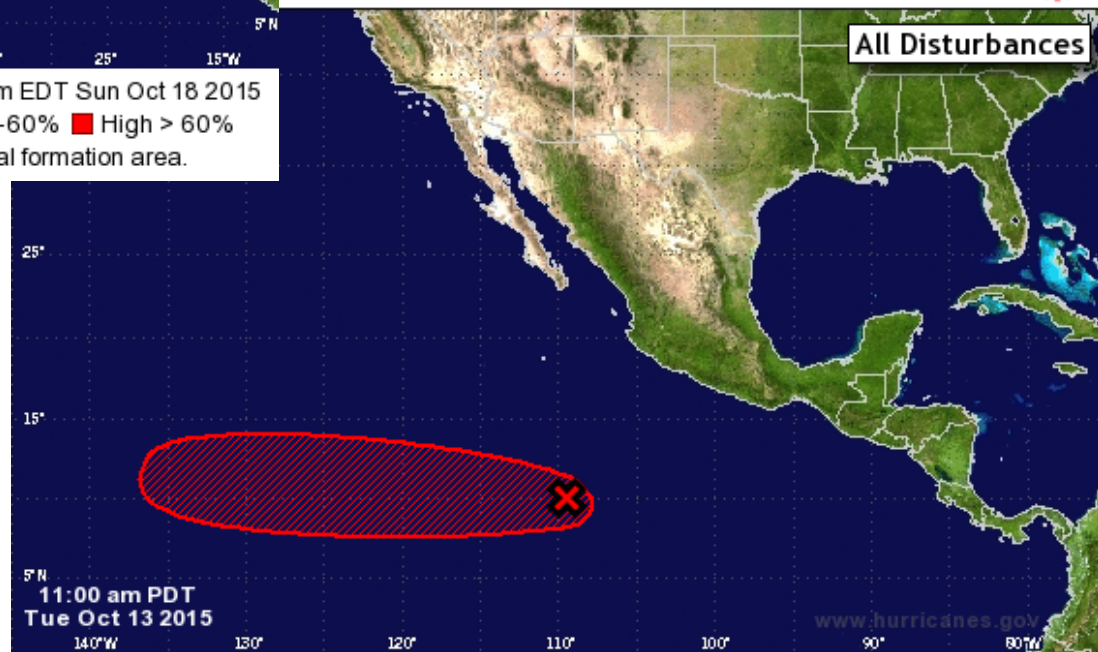 5°N
25° 15°W
All Disturbances
EDT Sun Oct 18 2015
-60% High > 60%
formation area.
25°
15°
5°N
11:00 am PDT
Tue Oct 13 2015
www.hurricanes.gov
140°W 130° 120° 110° 100° 90° 80°W